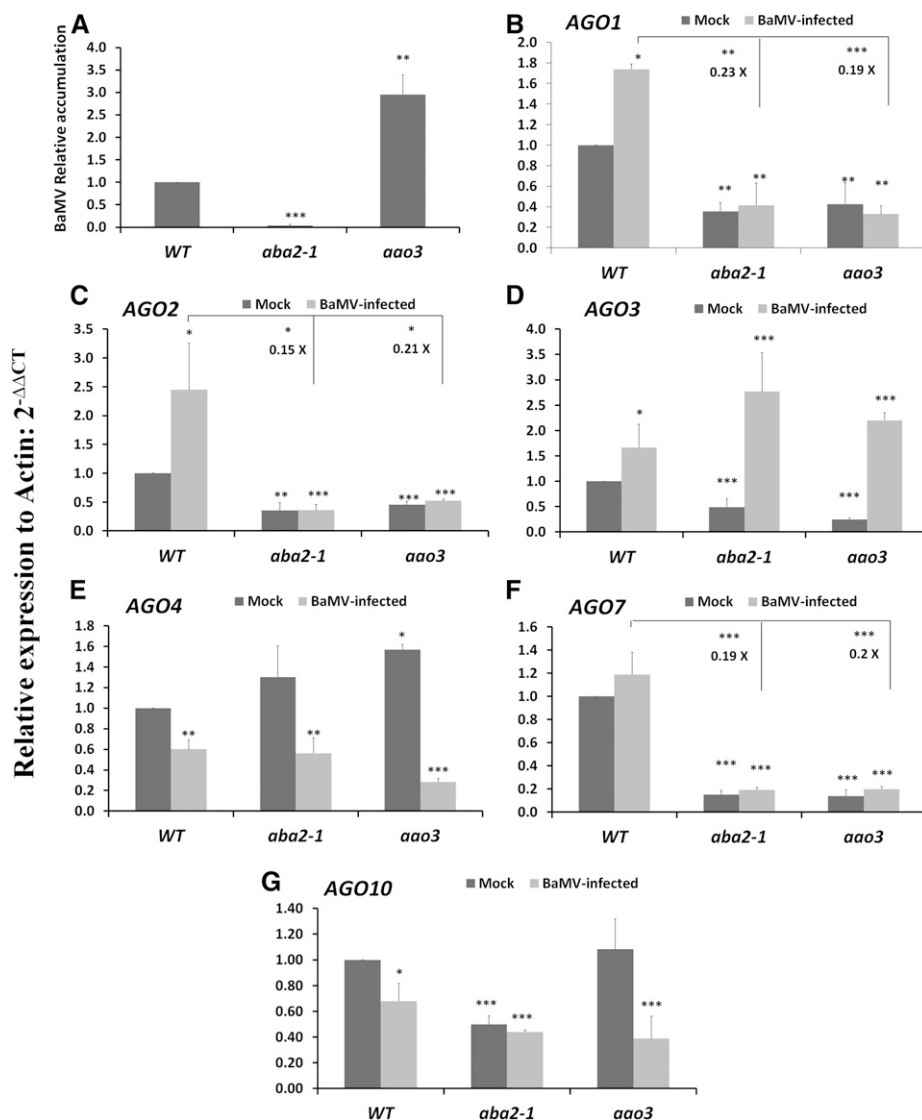 Relative expression to Actin: 2-ΔΔCT
A
BaMV Relative accumulation
4.0
3.5
3.0
2.5
2.0
1.5
1.0
0.5
0.0
**
***
WT aba2-1 aao3
B AGO1
Mock BaMV-infected
** ***
0.23 X 0.19 X
2.0
1.8
1.6
1.4
1.2
1.0
0.8
0.6
0.4
0.2
0.0
*
** ** ** **
WT aba2-1 aao3
C AGO2
Mock BaMV-infected
* *
0.15 X 0.21 X
3.5
3.0
2.5
2.0
1.5
1.0
0.5
0.0
*
** *** *** ***
WT aba2-1 aao3
D AGO3
Mock BaMV-infected
4.0
3.5
3.0
2.5
2.0
1.5
1.0
0.5
0.0
* *** *** *** ***
WT aba2-1 aao3
E AGO4
Mock BaMV-infected
1.8
1.6
1.4
1.2
1.0
0.8
0.6
0.4
0.2
0.0
** ** * ***
WT aba2-1 aao3
F AGO7
Mock BaMV-infected
*** ***
0.19 X 0.2 X
1.6
1.4
1.2
1.0
0.8
0.6
0.4
0.2
0.0
*** *** *** ***
WT aba2-1 aao3
G AGO10
Mock BaMV-infected
1.40
1.20
1.00
0.80
0.60
0.40
0.20
0.00
* *** *** ***
WT aba2-1 aao3